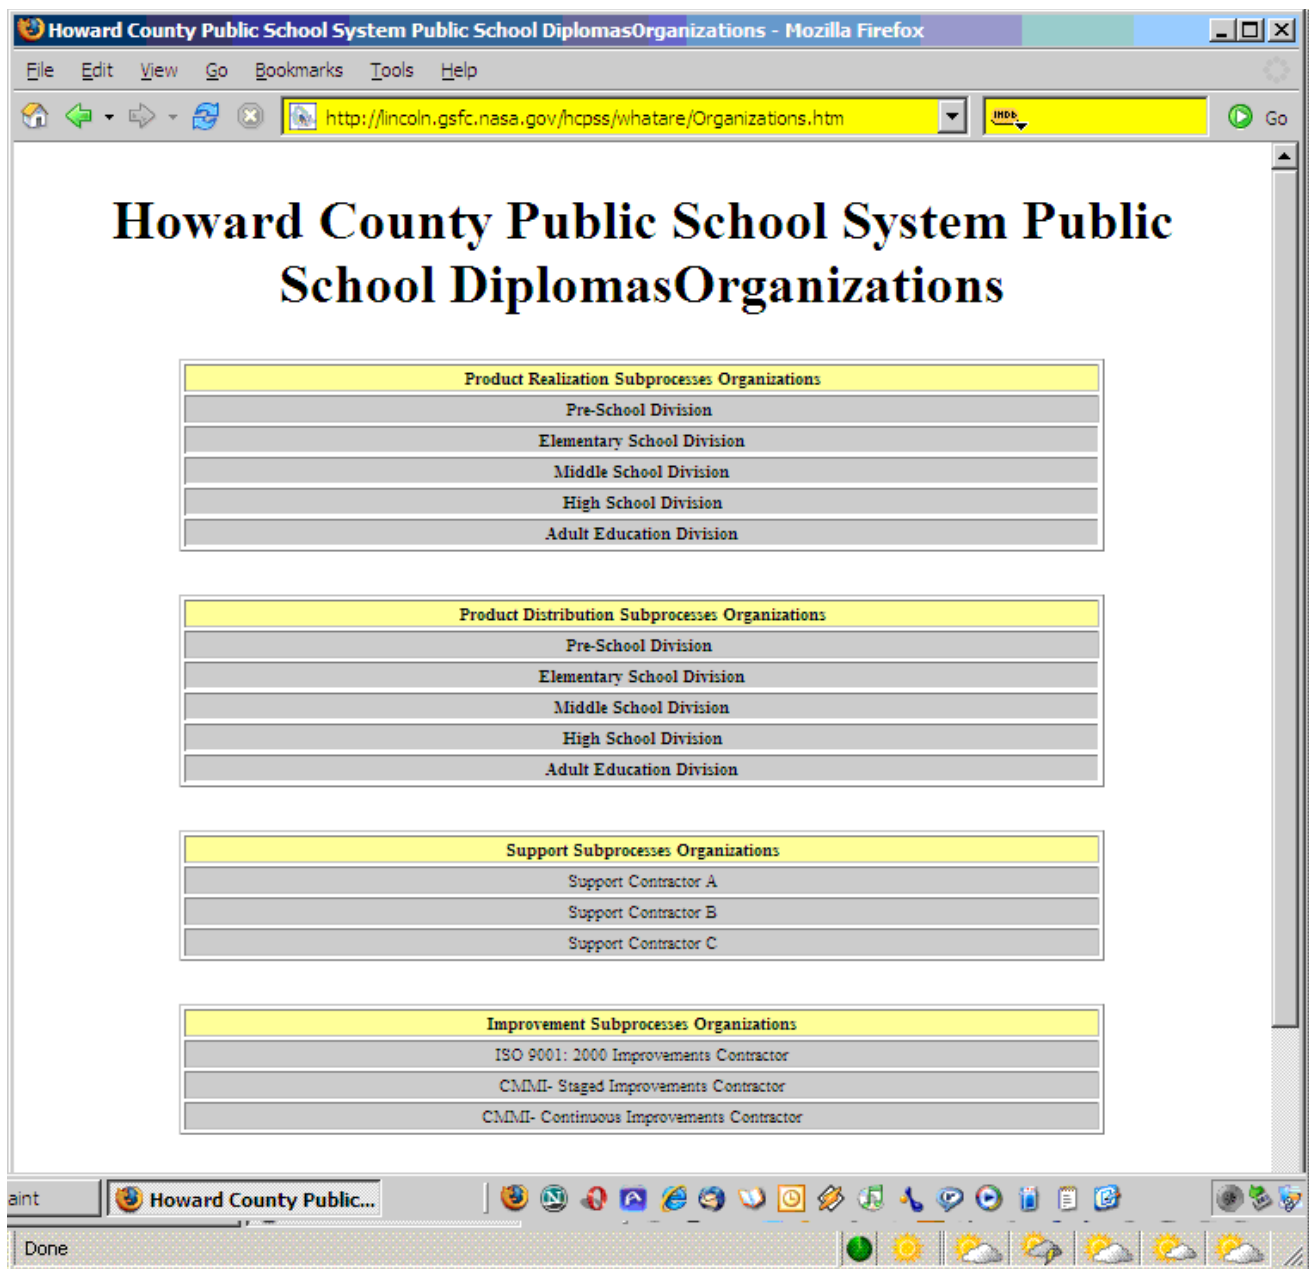 Howard County Public School System Public School DiplomasOrganizations - Mozilla Firefox
File Edit View Go Bookmarks Tools Help
http://lincoln.gsfc.nasa.gov/hcpss/whatare/Organizations.htm IMDb Go
Howard County Public School System Public
School DiplomasOrganizations
Product Realization Subprocesses Organizations
Pre-School Division
Elementary School Division
Middle School Division
High School Division
Adult Education Division
Product Distribution Subprocesses Organizations
Pre-School Division
Elementary School Division
Middle School Division
High School Division
Adult Education Division
Support Subprocesses Organizations
Support Contractor A
Support Contractor B
Support Contractor C
Improvement Subprocesses Organizations
ISO 9001: 2000 Improvements Contractor
CMMI- Staged Improvements Contractor
CMMI- Continuous Improvements Contractor
aint Howard County Public...
Done